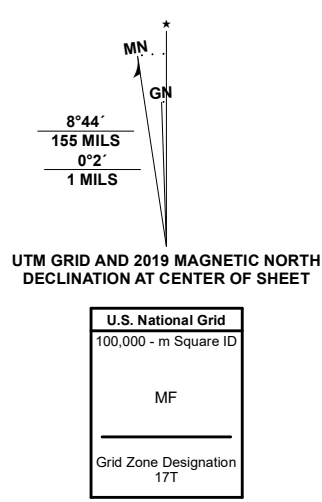 ★
MN
GN
8°44´
155 MILS
0°2´
1 MILS
UTM GRID AND 2019 MAGNETIC NORTH
DECLINATION AT CENTER OF SHEET
U.S. National Grid
100,000 - m Square ID
MF
Grid Zone Designation
17T